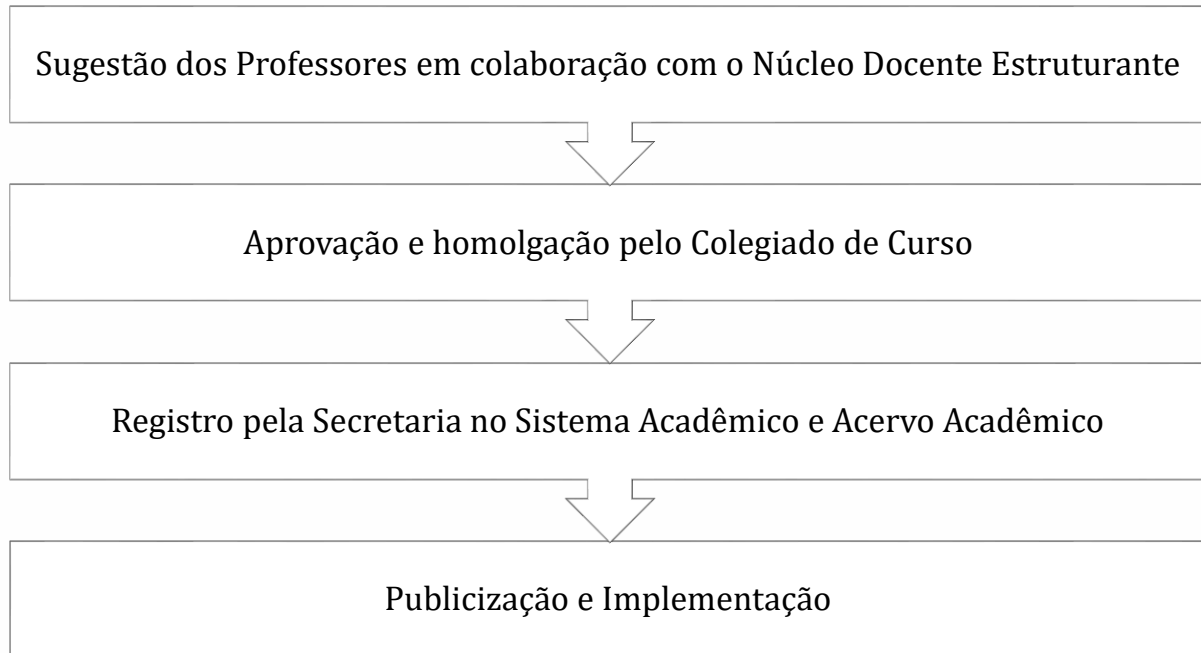 Sugestão dos Professores em colaboração com o Núcleo Docente Estruturante
Aprovação e homolgação pelo Colegiado de Curso
Registro pela Secretaria no Sistema Acadêmico e Acervo Acadêmico
Publicização e Implementação